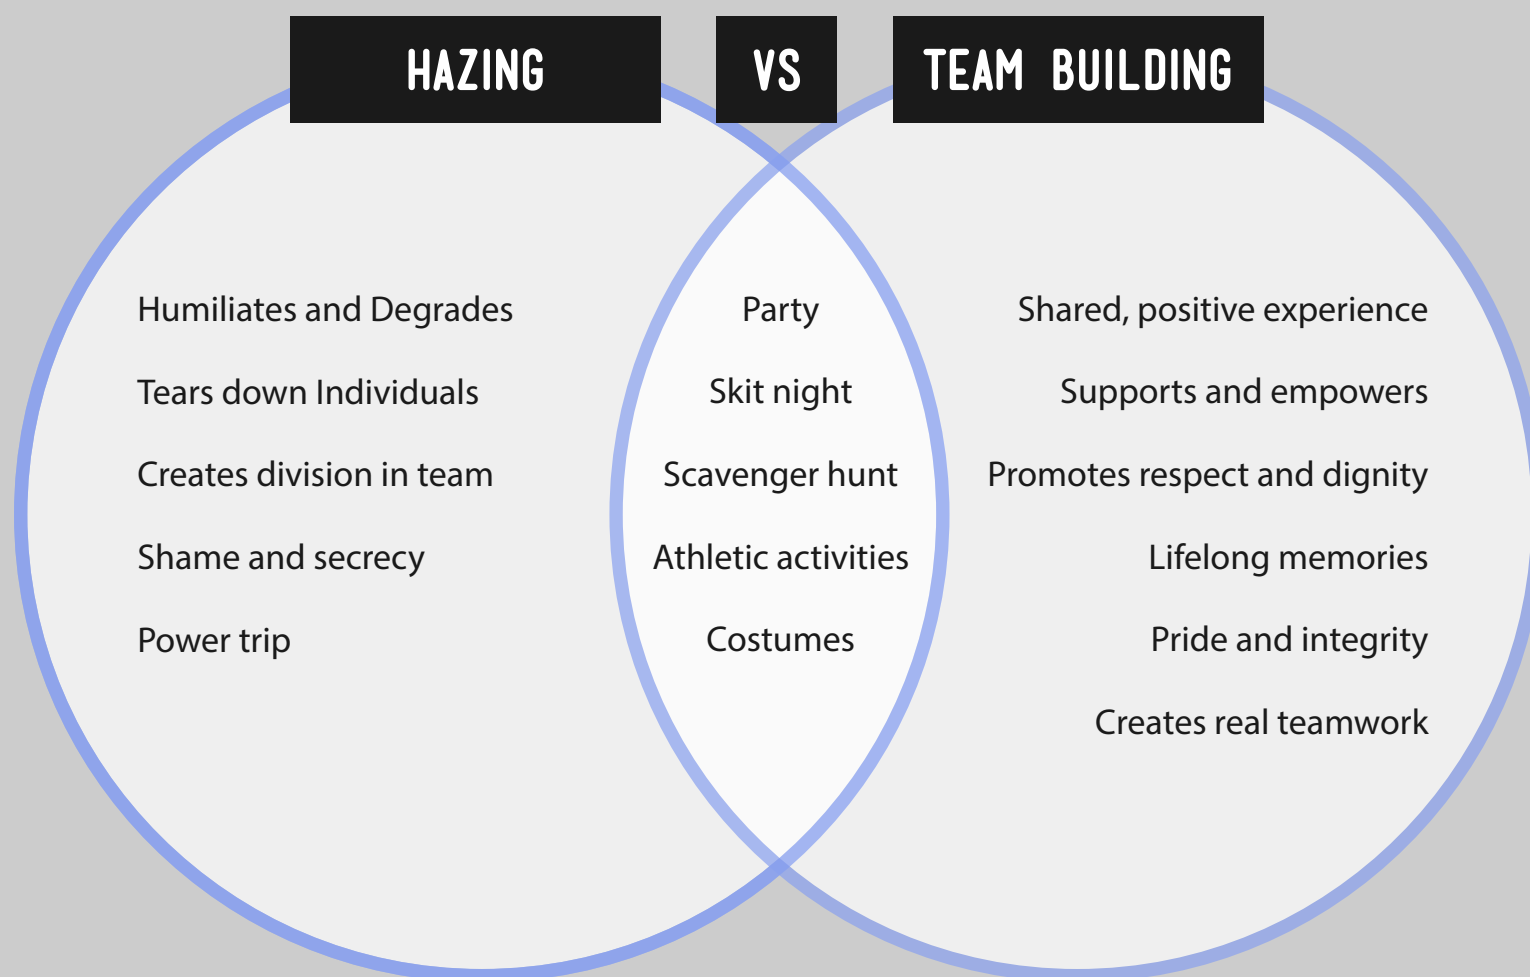 HAZING
VS
TEAM BUILDING
Humiliates and Degrades
Tears down Individuals
Creates division in team
Shame and secrecy
Power trip
Party
Skit night
Scavenger hunt
Athletic activities
Costumes
Shared, positive experience
Supports and empowers
Promotes respect and dignity
Lifelong memories
Pride and integrity
Creates real teamwork